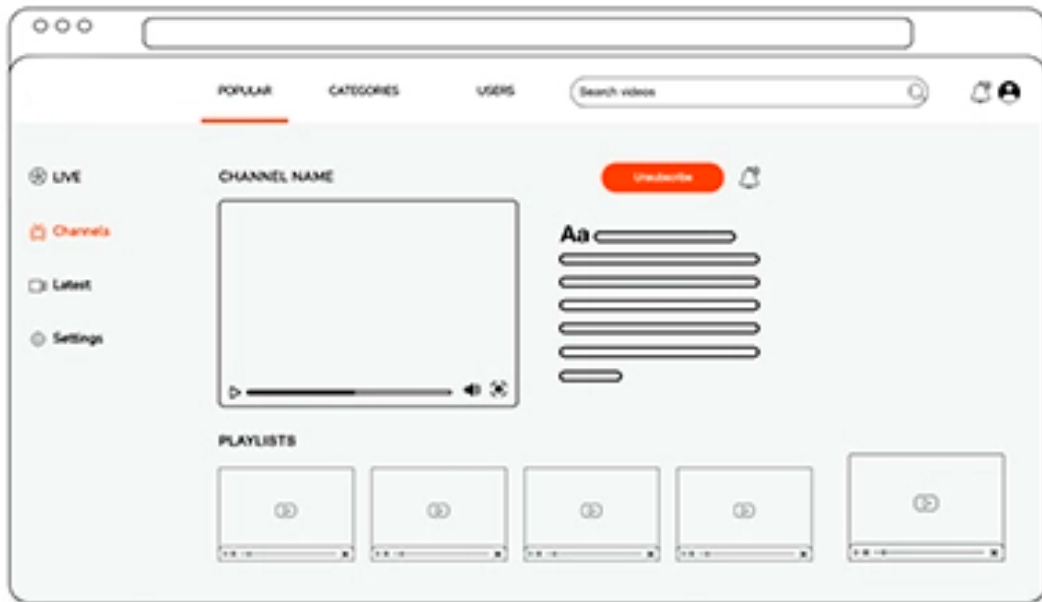 POPULAR CATEGORIES USERS Search videos
LIVE
CHANNEL NAME
Unsubscribe
Channels
Aa
Latest
Settings
PLAYLISTS